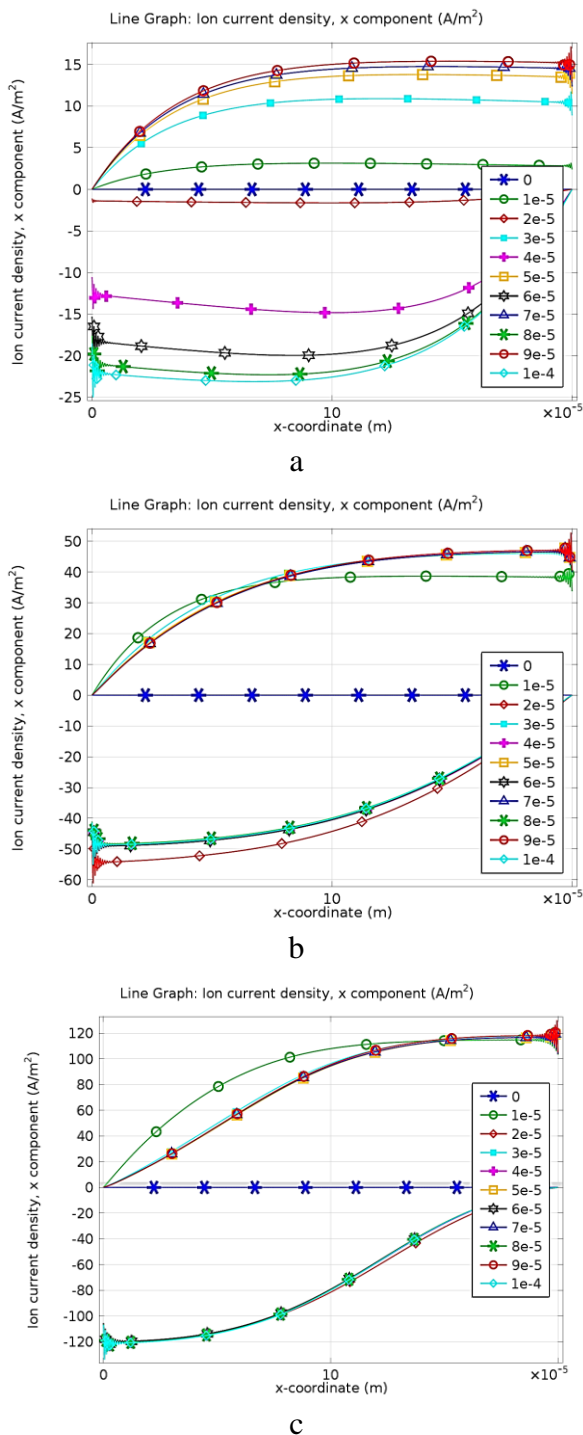 Line Graph: Ion current density, x component (A/m²)
Ion current density, x component (A/m²)
15
10
5
0
-5
-10
-15
-20
-25
0
1e-5
2e-5
3e-5
4e-5
5e-5
6e-5
7e-5
8e-5
9e-5
1e-4
0
10
×10⁻⁵
x-coordinate (m)
a
Line Graph: Ion current density, x component (A/m²)
Ion current density, x component (A/m²)
50
40
30
20
10
0
-10
-20
-30
-40
-50
-60
0
1e-5
2e-5
3e-5
4e-5
5e-5
6e-5
7e-5
8e-5
9e-5
1e-4
0
10
×10⁻⁵
x-coordinate (m)
b
Line Graph: Ion current density, x component (A/m²)
Ion current density, x component (A/m²)
120
100
80
60
40
20
0
-20
-40
-60
-80
-100
-120
0
1e-5
2e-5
3e-5
4e-5
5e-5
6e-5
7e-5
8e-5
9e-5
1e-4
0
10
×10⁻⁵
x-coordinate (m)
c